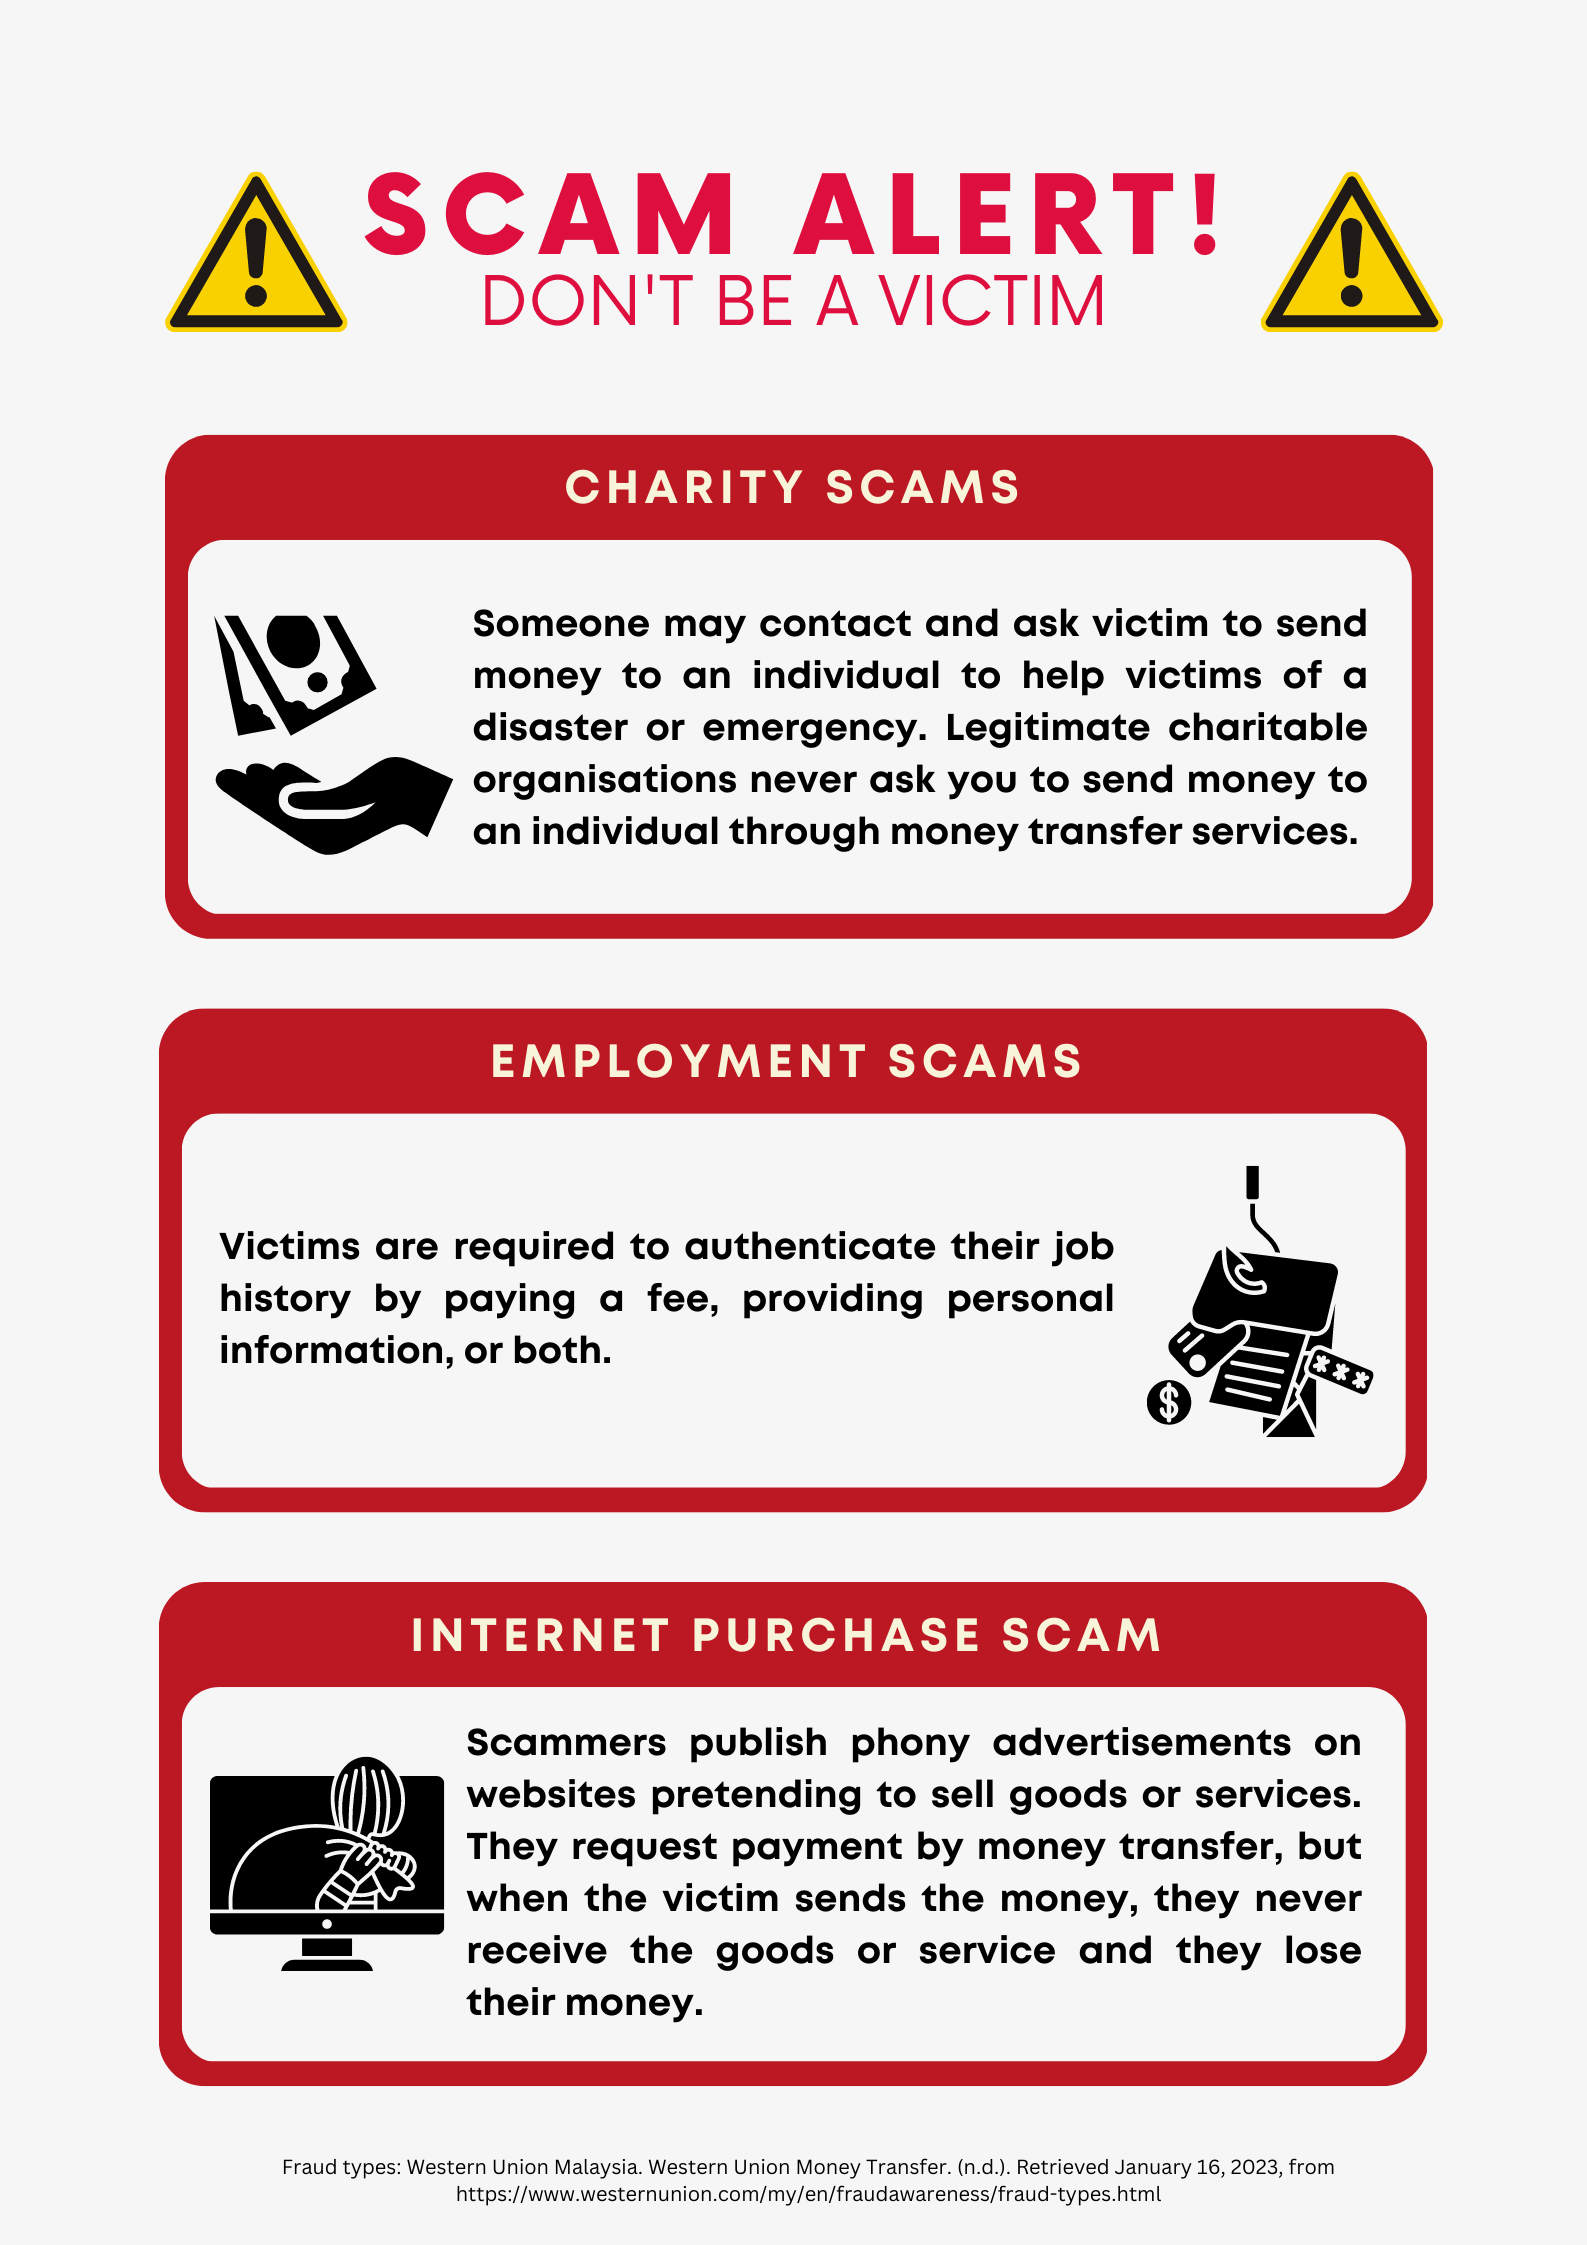 SCAM ALERT!
DON'T BE A VICTIM
CHARITY SCAMS
Someone may contact and ask victim to send
money to an individual to help victims of a
disaster or emergency. Legitimate charitable
organisations never ask you to send money to
an individual through money transfer services.
EMPLOYMENT SCAMS
Victims are required to authenticate their job
history by paying a fee, providing personal
information, or both.
$
***
INTERNET PURCHASE SCAM
Scammers publish phony advertisements on
websites pretending to sell goods or services.
They request payment by money transfer, but
when the victim sends the money, they never
receive the goods or service and they lose
their money.
Fraud types: Western Union Malaysia. Western Union Money Transfer. (n.d.). Retrieved January 16, 2023, from
https://www.westernunion.com/my/en/fraudawareness/fraud-types.html